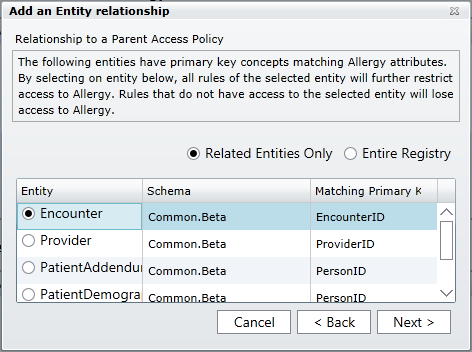 Add an Entity relationship
Relationship to a Parent Access Policy
The following entities have primary key concepts matching Allergy attributes.
By selecting on entity below, all rules of the selected entity will further restrict
access to Allergy. Rules that do not have access to the selected entity will lose
access to Allergy.
Related Entities Only Entire Registry
Entity Schema Matching Primary K
Encounter Common.Beta EncounterID
Provider Common.Beta ProviderID
PatientAddendu Common.Beta PersonID
PatientDemogra Common.Beta PersonID
Cancel < Back Next >